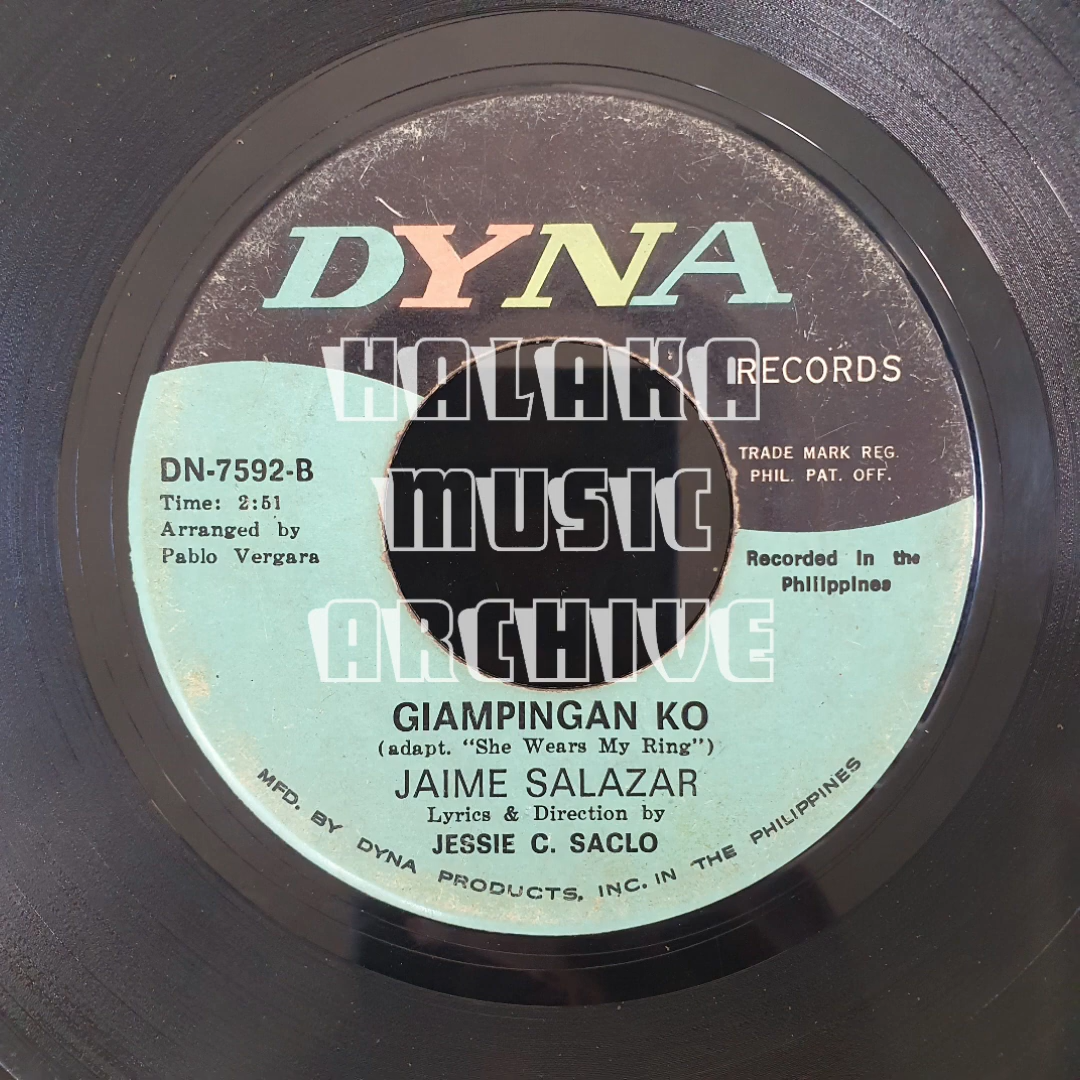 DYNA
RECORDS
TRADE MARK REG.
PHIL. PAT. OFF.
DN-7592-B
Time: 2:51
Arranged by
Pablo Vergara
Recorded in the
Philippines
HALAKA
MUSIC
ARCHIVE
GIAMPINGAN KO
(adapt. "She Wears My Ring")
JAIME SALAZAR
Lyrics & Direction by
JESSIE C. SACLO
MFD. BY DYNA PRODUCTS, INC. IN THE PHILIPPINES